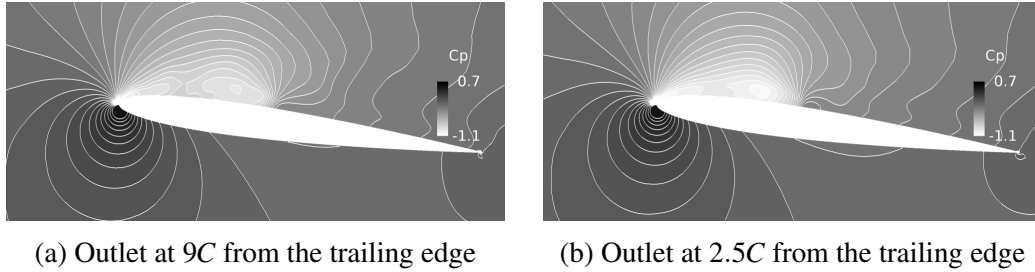 Cp
0.7
-1.1
Cp
0.7
-1.1
(a) Outlet at 9C from the trailing edge
(b) Outlet at 2.5C from the trailing edge